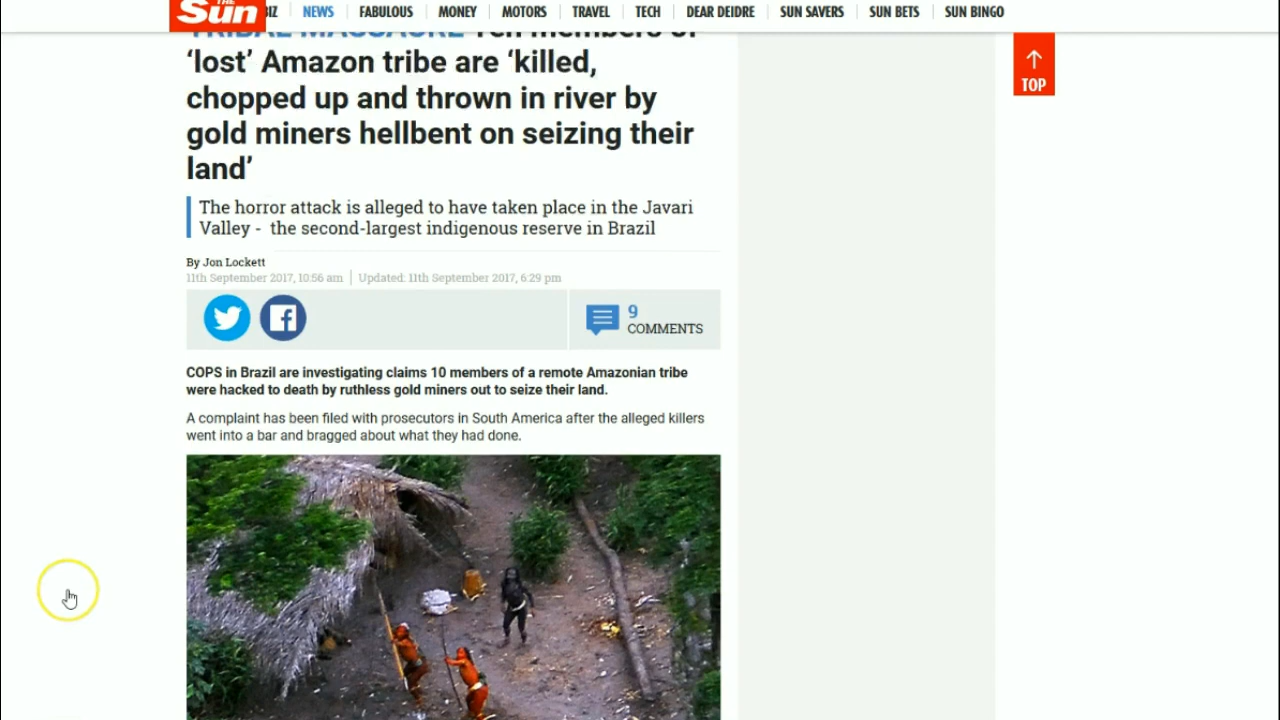 THE
Sun
BIZ
NEWS
FABULOUS
MONEY
MOTORS
TRAVEL
TECH
DEAR DEIDRE
SUN SAVERS
SUN BETS
SUN BINGO
TRIBAL MASSACRE Ten members of
‘lost’ Amazon tribe are ‘killed,
chopped up and thrown in river by
gold miners hellbent on seizing their
land’
The horror attack is alleged to have taken place in the Javari
Valley - the second-largest indigenous reserve in Brazil
By Jon Lockett
11th September 2017, 10:56 am | Updated: 11th September 2017, 6:29 pm
9
COMMENTS
COPS in Brazil are investigating claims 10 members of a remote Amazonian tribe
were hacked to death by ruthless gold miners out to seize their land.
A complaint has been filed with prosecutors in South America after the alleged killers
went into a bar and bragged about what they had done.
TOP